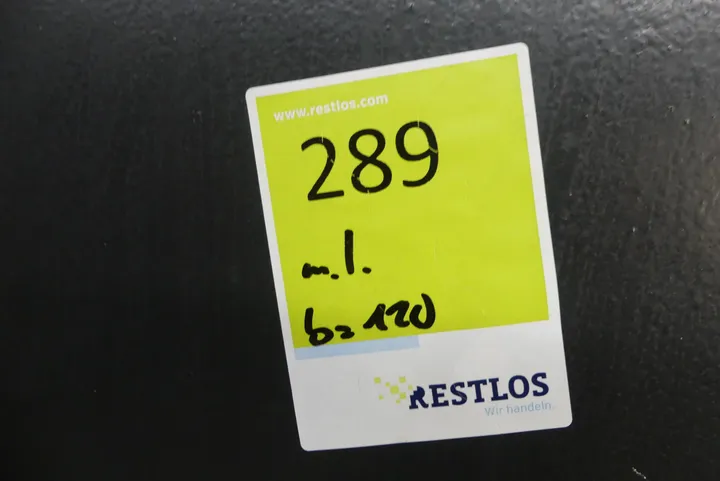 www.restlos.com
289
m.l.
b=120
RESTLOS
Wir handeln.